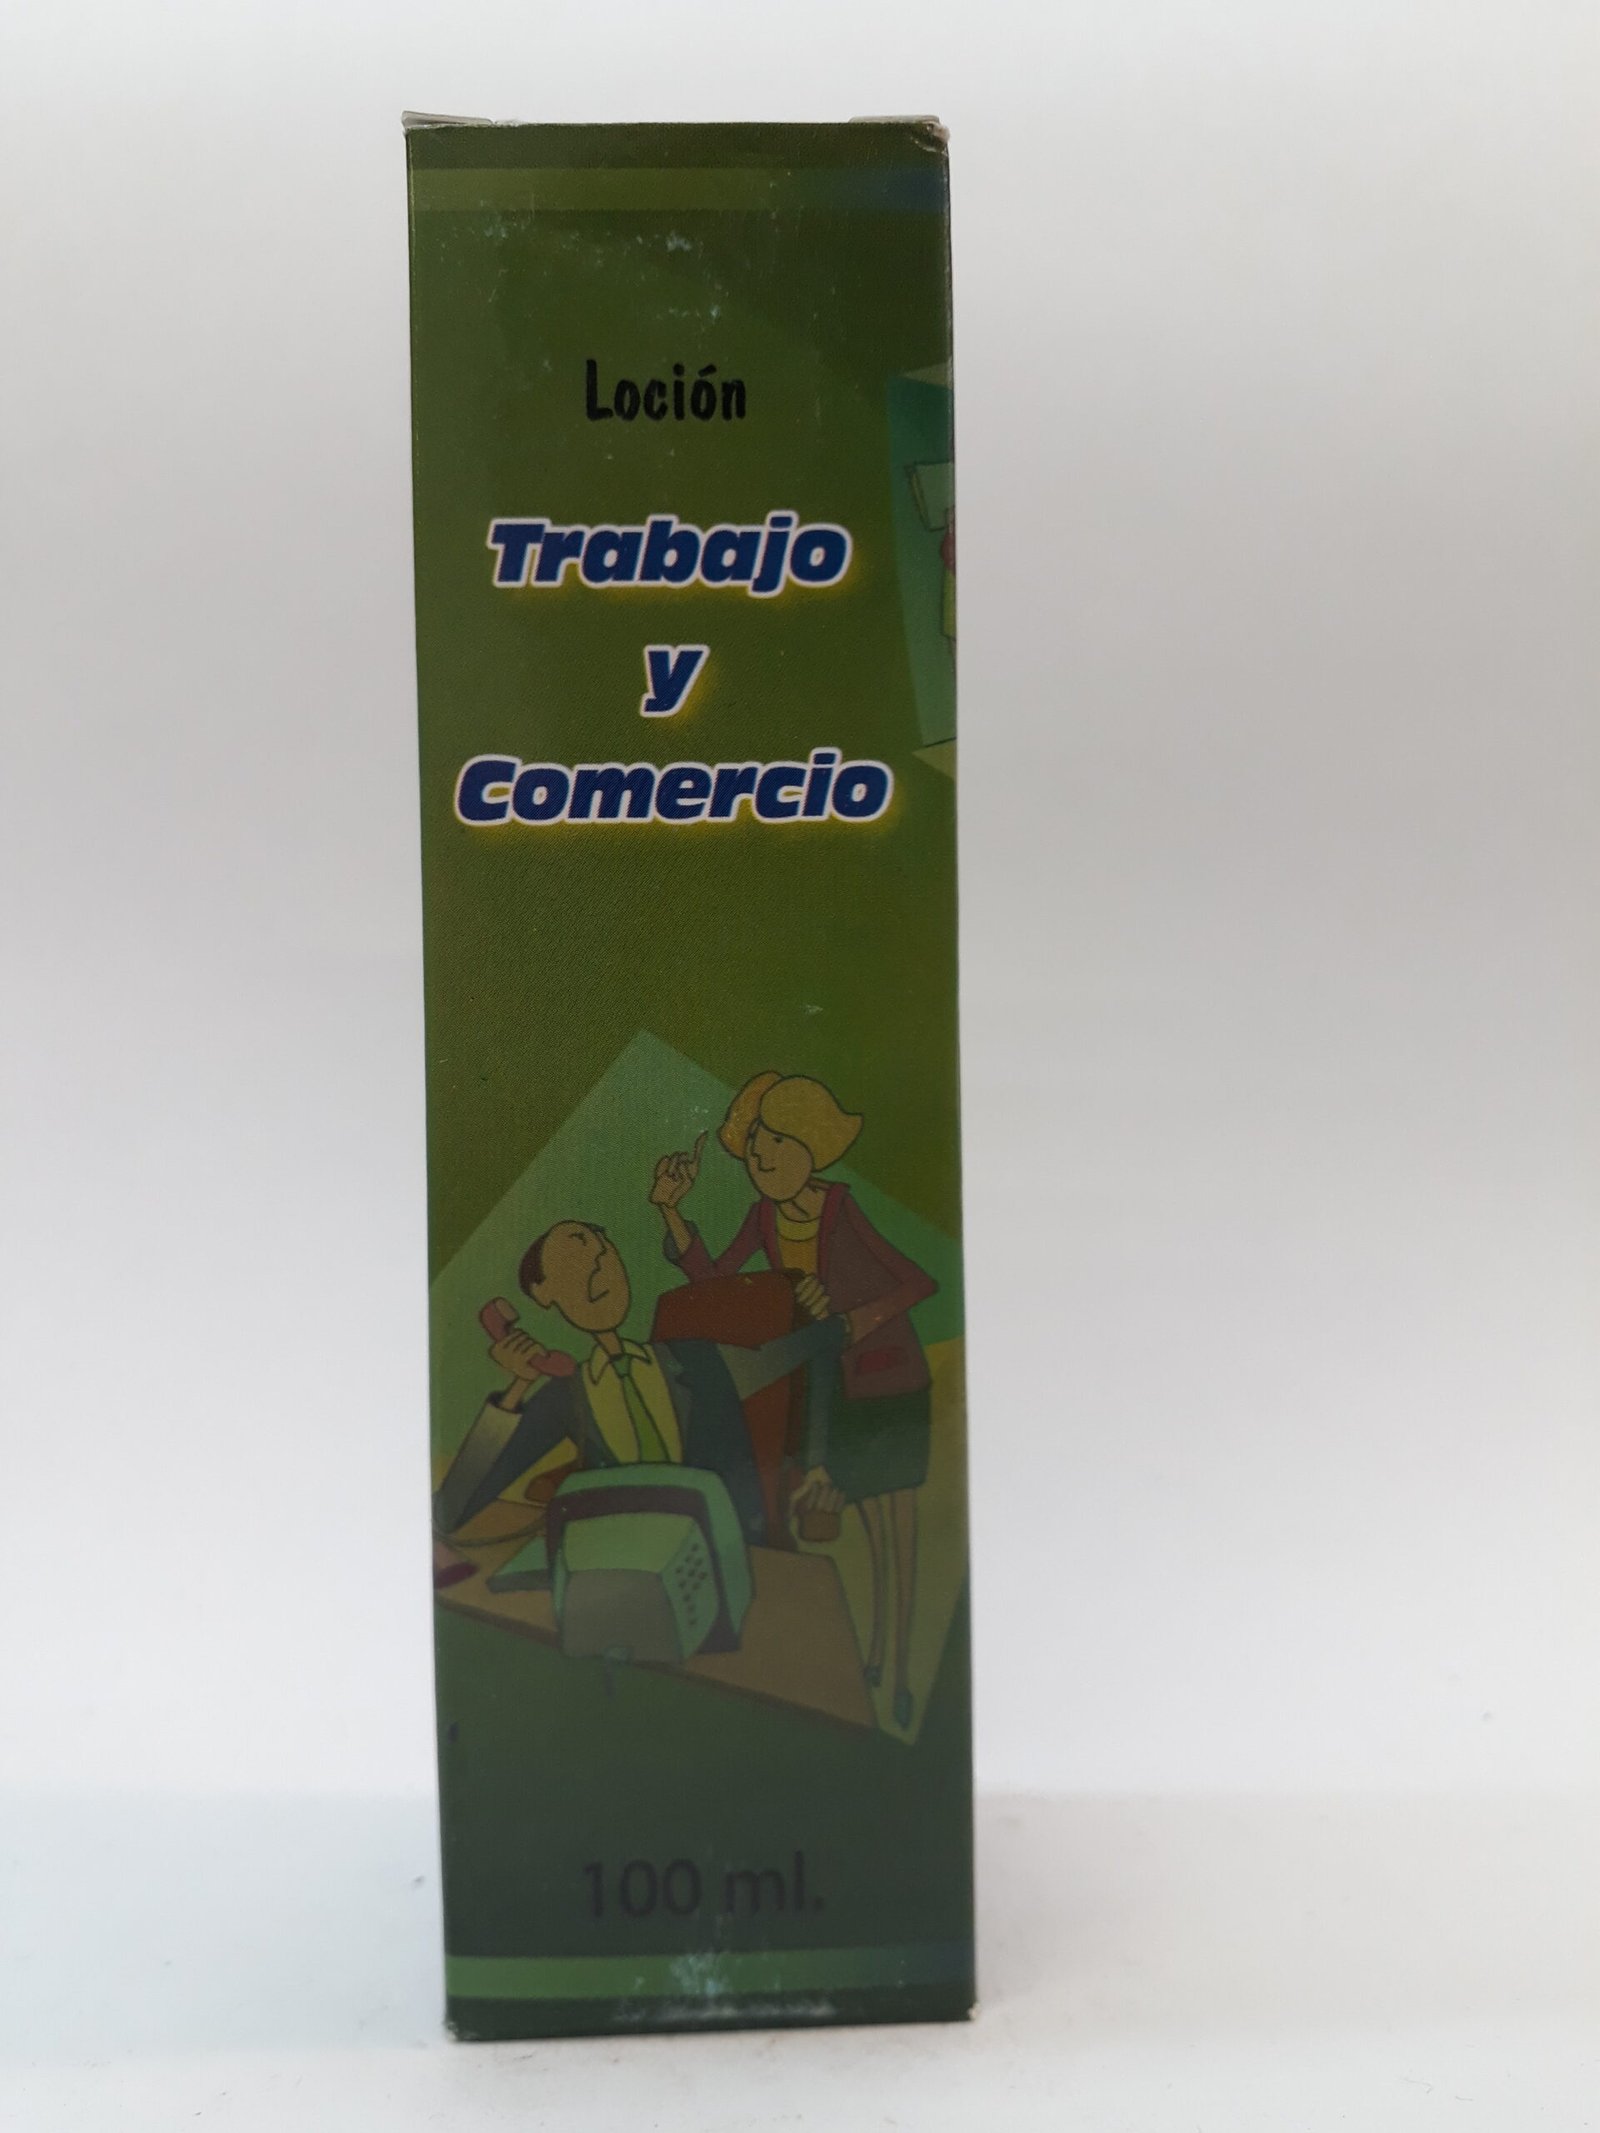 Loción
Trabajo
y
Comercio
100 ml.